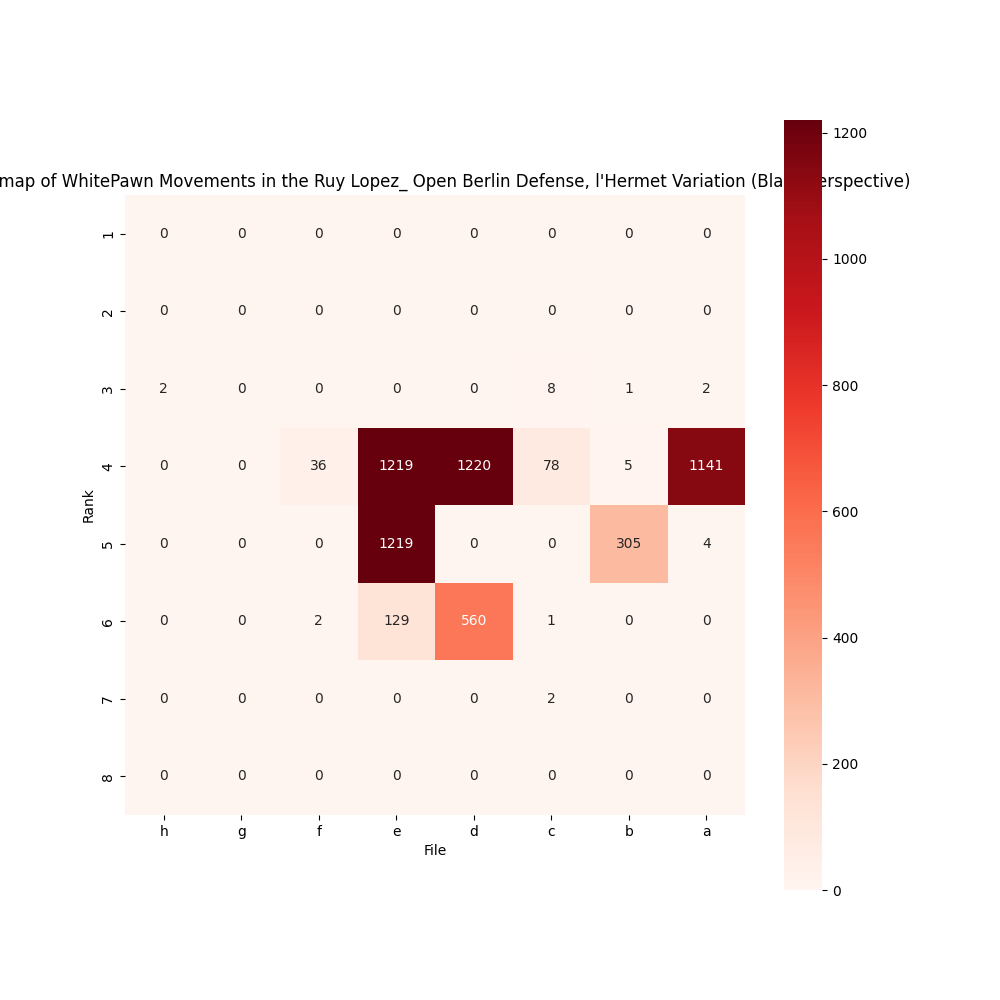 map of WhitePawn Movements in the Ruy Lopez_ Open Berlin Defense, l'Hermet Variation (Bla erspective)
1 0 0 0 0 0 0 0 0
2 0 0 0 0 0 0 0 0
3 2 0 0 0 0 8 1 2
4 0 0 36 1219 1220 78 5 1141
5 0 0 0 1219 0 0 305 4
6 0 0 2 129 560 1 0 0
7 0 0 0 0 0 2 0 0
8 0 0 0 0 0 0 0 0
h g f e d c b a
File
Rank
1200
1000
800
600
400
200
0